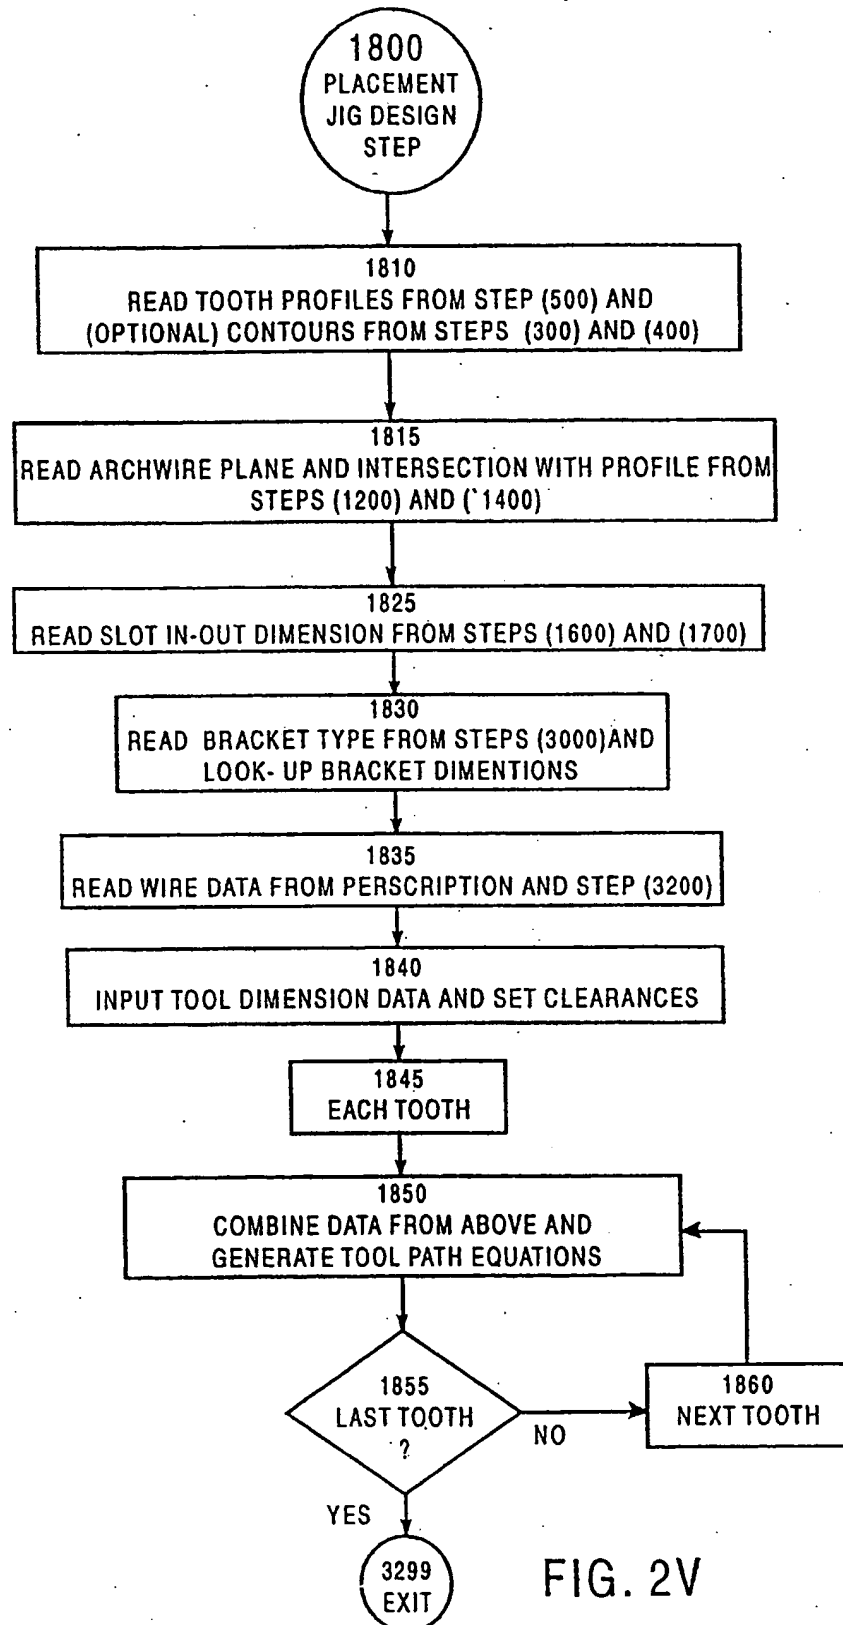 1800
PLACEMENT
JIG DESIGN
STEP
1810
READ TOOTH PROFILES FROM STEP (500) AND
(OPTIONAL) CONTOURS FROM STEPS (300) AND (400)
1815
READ ARCHWIRE PLANE AND INTERSECTION WITH PROFILE FROM
STEPS (1200) AND (`1400)
1825
READ SLOT IN-OUT DIMENSION FROM STEPS (1600) AND (1700)
1830
READ BRACKET TYPE FROM STEPS (3000)AND
LOOK- UP BRACKET DIMENTIONS
1835
READ WIRE DATA FROM PERSCRIPTION AND STEP (3200)
1840
INPUT TOOL DIMENSION DATA AND SET CLEARANCES
1845
EACH TOOTH
1850
COMBINE DATA FROM ABOVE AND
GENERATE TOOL PATH EQUATIONS
1855
LAST TOOTH
?
NO
1860
NEXT TOOTH
YES
3299
EXIT
FIG. 2V